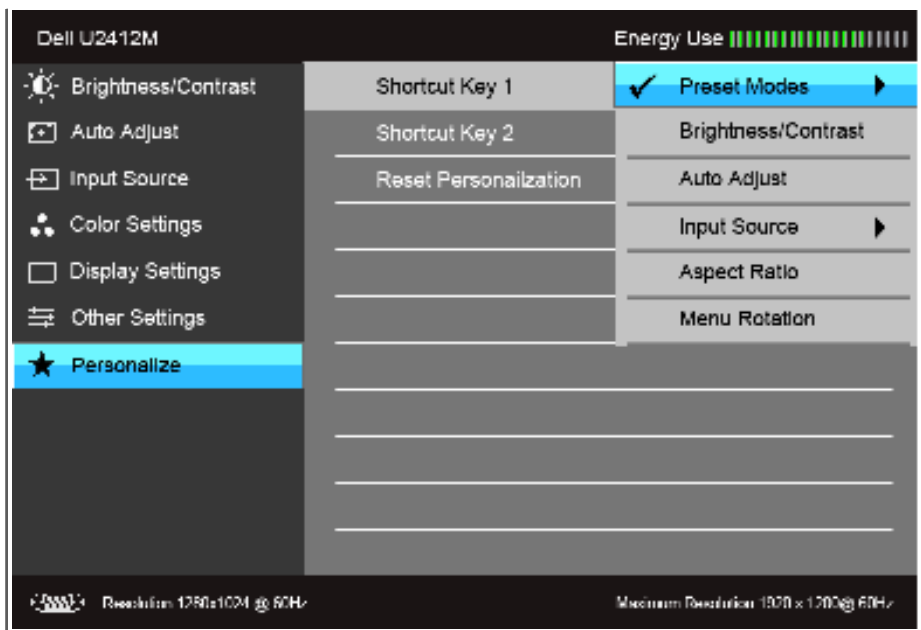 Dell U2412M
Energy Use
Brightness/Contrast
Auto Adjust
Input Source
Color Settings
Display Settings
Other Settings
Personalize
Shortcut Key 1
Shortcut Key 2
Reset Personailzation
Preset Modes
Brightness/Contrast
Auto Adjust
Input Source
Aspect Ratio
Menu Rotation
Resolution 1280x1024 @ 60Hz
Maximum Resolution 1920 x 1200@ 60Hz